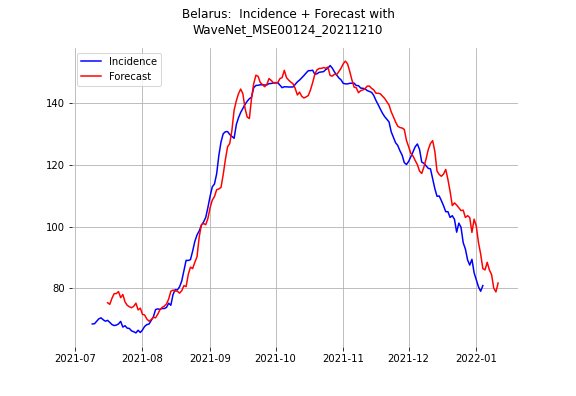 Belarus:  Incidence + Forecast with
WaveNet_MSE00124_20211210
Incidence
Forecast
140
120
100
80
2021-07
2021-08
2021-09
2021-10
2021-11
2021-12
2022-01